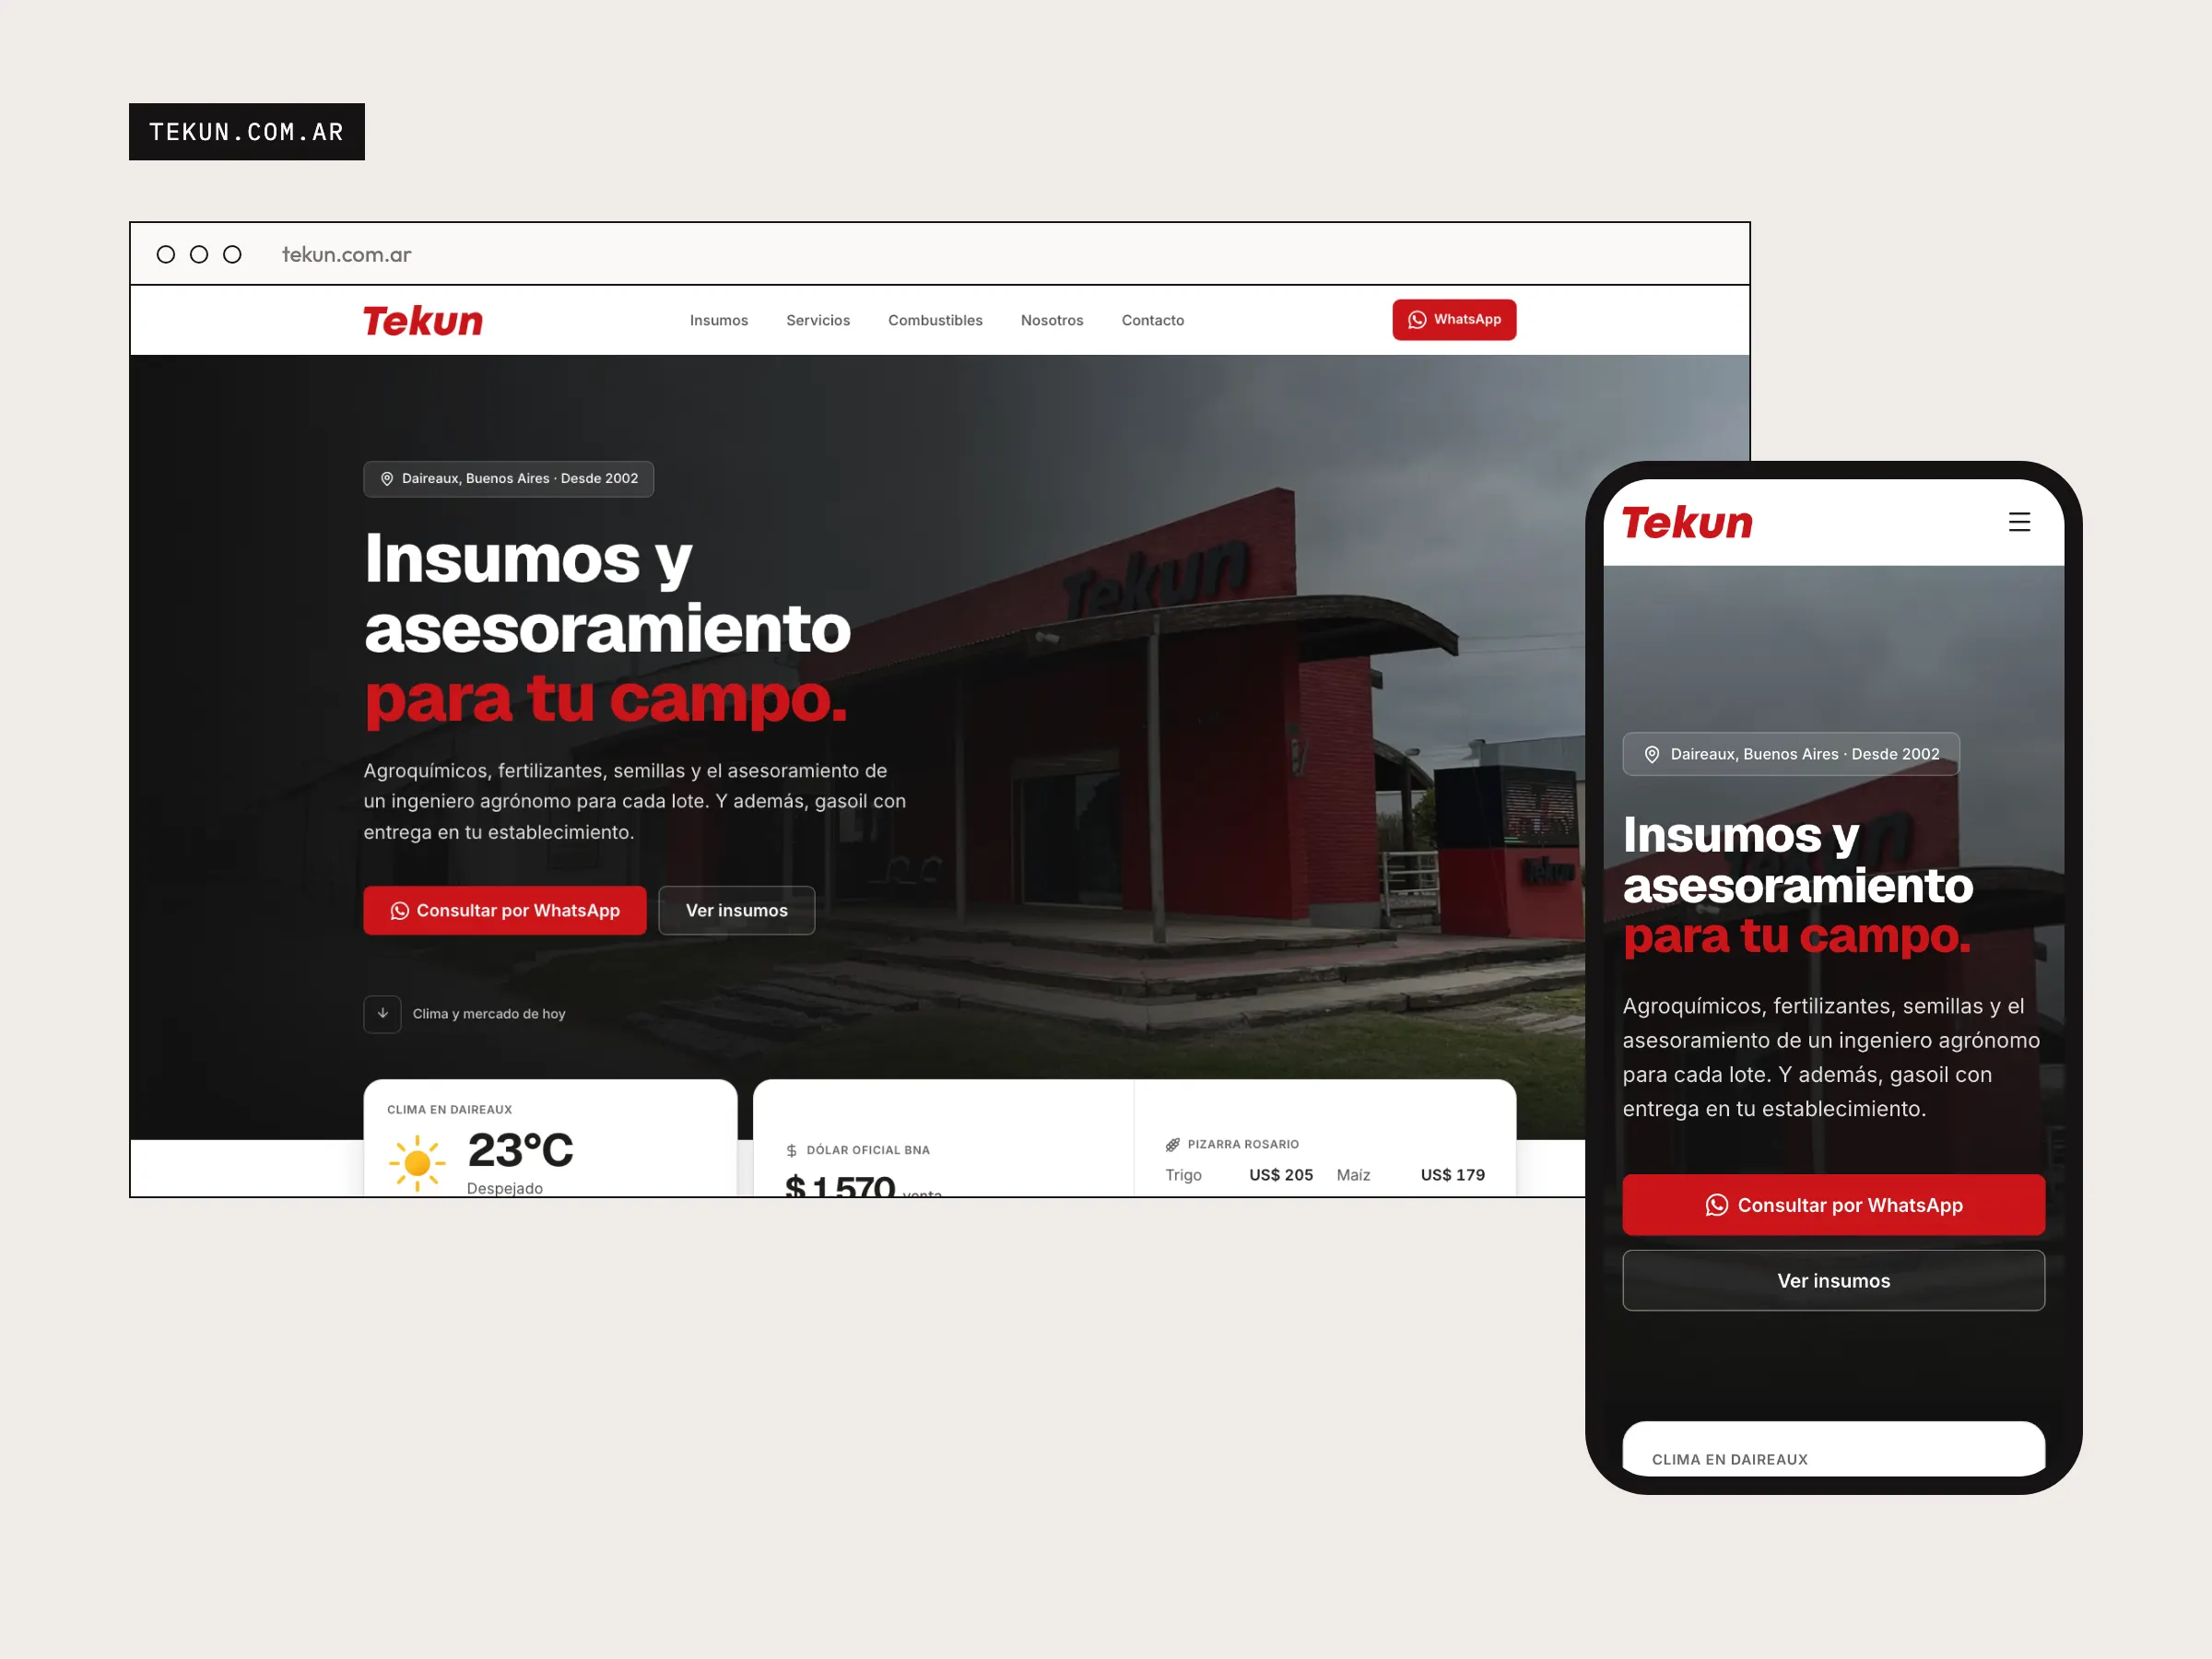 TEKUN.COM.AR
tekun.com.ar
Tekun
Insumos Servicios Combustibles Nosotros Contacto
WhatsApp
Daireaux, Buenos Aires · Desde 2002
Insumos y
asesoramiento
para tu campo.
Agroquímicos, fertilizantes, semillas y el asesoramiento de
un ingeniero agrónomo para cada lote. Y además, gasoil con
entrega en tu establecimiento.
Consultar por WhatsApp
Ver insumos
Clima y mercado de hoy
Tekun
Tekun
CLIMA EN DAIREAUX
23°C
Despejado
DÓLAR OFICIAL BNA
$ 1.570 venta
PIZARRA ROSARIO
Trigo US$ 205 Maíz US$ 179
Tekun
Daireaux, Buenos Aires · Desde 2002
Insumos y
asesoramiento
para tu campo.
Agroquímicos, fertilizantes, semillas y el
asesoramiento de un ingeniero agrónomo
para cada lote. Y además, gasoil con
entrega en tu establecimiento.
Consultar por WhatsApp
Ver insumos
CLIMA EN DAIREAUX